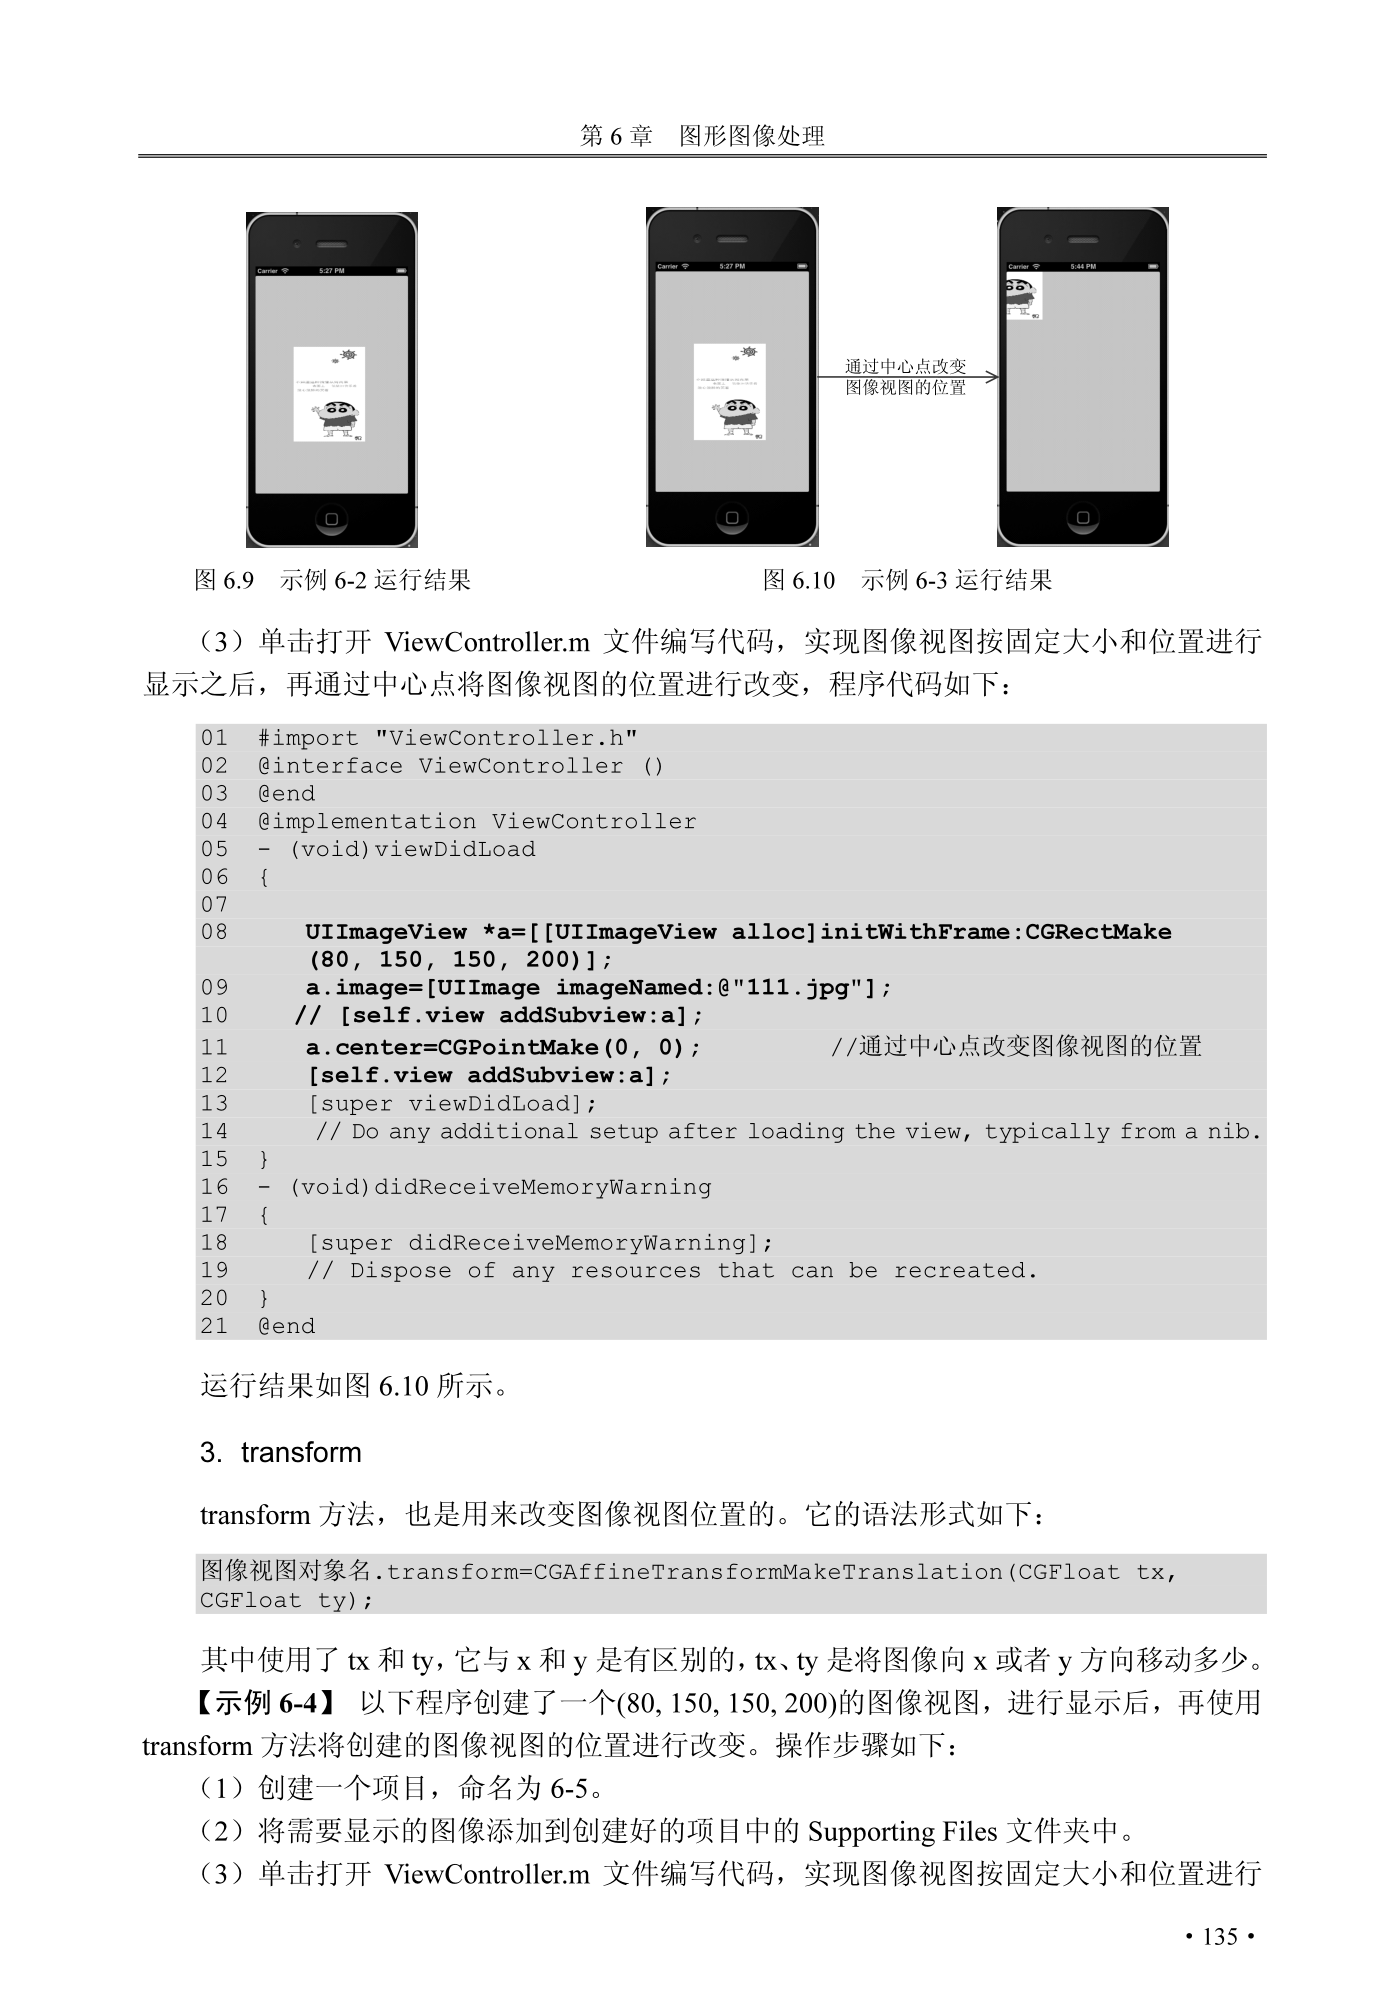 第 6 章　图形图像处理
Carrier 5:27 PM
Carrier 5:27 PM
Carrier 5:44 PM
通过中心点改变
图像视图的位置
图 6.9　示例 6-2 运行结果
图 6.10　示例 6-3 运行结果
（3）单击打开 ViewController.m 文件编写代码，实现图像视图按固定大小和位置进行
显示之后，再通过中心点将图像视图的位置进行改变，程序代码如下：
01  #import "ViewController.h"
02  @interface ViewController ()
03  @end
04  @implementation ViewController
05  - (void)viewDidLoad
06  {
07
08     UIImageView *a=[[UIImageView alloc]initWithFrame:CGRectMake
(80, 150, 150, 200)];
09     a.image=[UIImage imageNamed:@"111.jpg"];
10    // [self.view addSubview:a];
11     a.center=CGPointMake(0, 0);         //通过中心点改变图像视图的位置
12     [self.view addSubview:a];
13     [super viewDidLoad];
14     // Do any additional setup after loading the view, typically from a nib.
15  }
16  - (void)didReceiveMemoryWarning
17  {
18     [super didReceiveMemoryWarning];
19     // Dispose of any resources that can be recreated.
20  }
21  @end
运行结果如图 6.10 所示。
3．transform
transform 方法，也是用来改变图像视图位置的。它的语法形式如下：
图像视图对象名.transform=CGAffineTransformMakeTranslation(CGFloat tx,
CGFloat ty);
其中使用了 tx 和 ty，它与 x 和 y 是有区别的，tx、ty 是将图像向 x 或者 y 方向移动多少。
【示例 6-4】 以下程序创建了一个(80, 150, 150, 200)的图像视图，进行显示后，再使用
transform 方法将创建的图像视图的位置进行改变。操作步骤如下：
（1）创建一个项目，命名为 6-5。
（2）将需要显示的图像添加到创建好的项目中的 Supporting Files 文件夹中。
（3）单击打开 ViewController.m 文件编写代码，实现图像视图按固定大小和位置进行
• 135 •